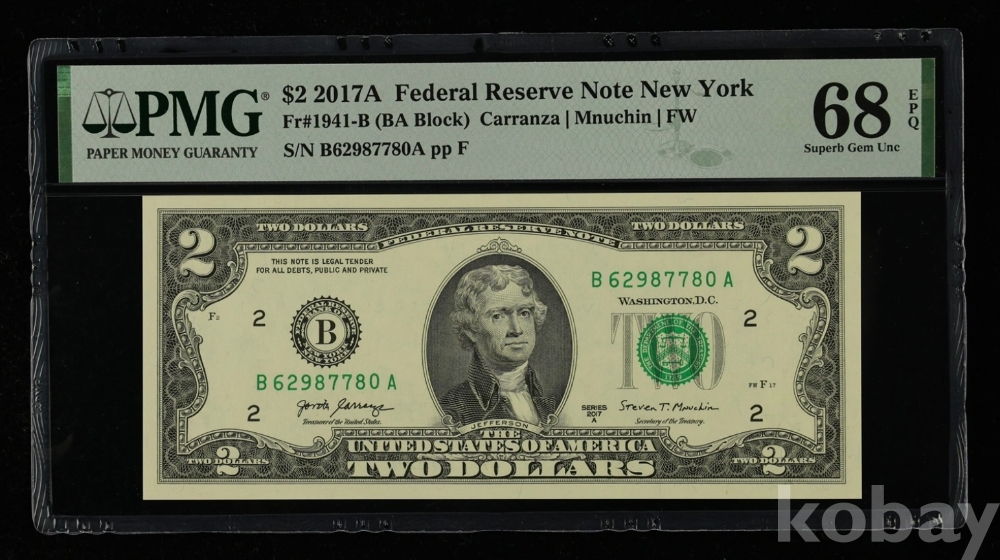 PMG®
PAPER MONEY GUARANTY
$2 2017A Federal Reserve Note New York
Fr#1941-B (BA Block) Carranza | Mnuchin | FW
S/N B62987780A pp F
68 EPQ
Superb Gem Unc
2
TWO DOLLARS
TWO DOLLARS
2
FEDERAL RESERVE NOTE
THIS NOTE IS LEGAL TENDER
FOR ALL DEBTS, PUBLIC AND PRIVATE
B 62987780 A
WASHINGTON, D.C.
F2
2
B
TWO
2
B 62987780 A
FW F 17
2
Treasurer of the United States.
SERIES
2017
A
Steven T. Mnuchin
Secretary of the Treasury.
2
JEFFERSON
THE
UNITED STATES OF AMERICA
TWO DOLLARS
2
TWO DOLLARS
TWO DOLLARS
2
kobay